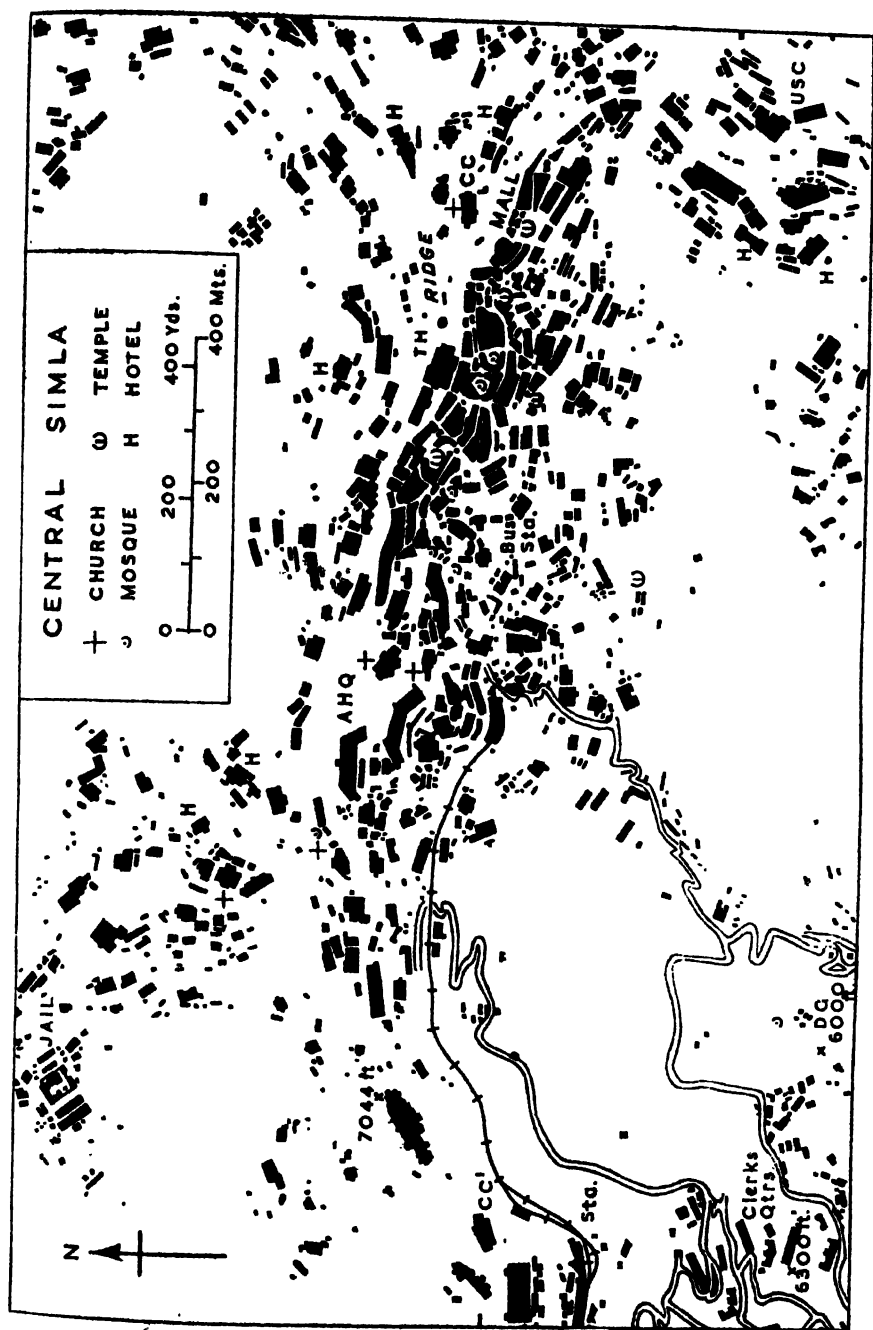 CENTRAL SIMLA
CHURCH TEMPLE
MOSQUE H HOTEL
0 200 400 Yds.
0 200 400 Mts.
N
JAIL
H
H
H
H
H
H
H
AHQ
TH
RIDGE
MALL
CC
USC
Bus
Sta.
7044 ft
CC'
Sta.
Clerks
Qtrs.
6300 ft.
DG
6000 ft